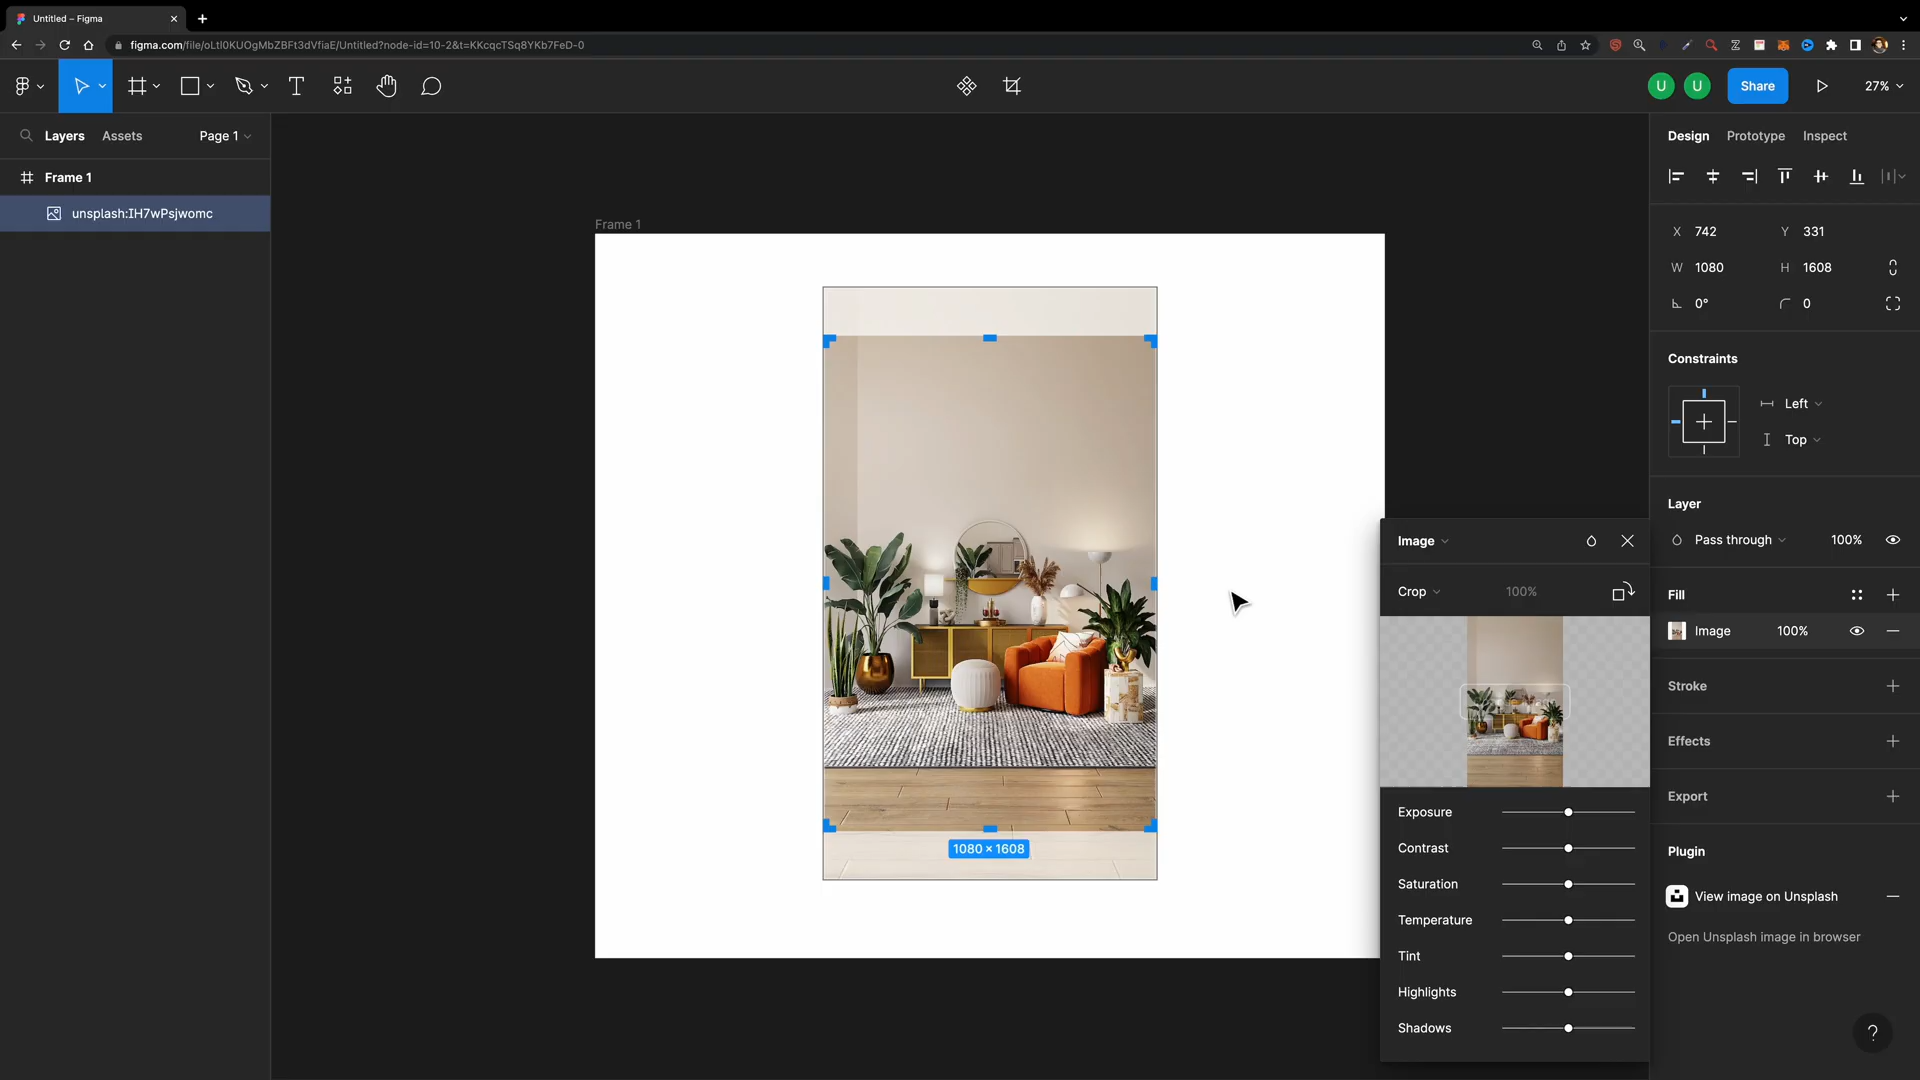 Untitled – Figma
figma.com/file/oLtl0KUOgMbZBFt3dVfiaE/Untitled?node-id=10-2&t=KKcqcTSq8YKb7FeD-0
U
U
Share
27%
Layers
Assets
Page 1
Design
Prototype
Inspect
Frame 1
unsplash:IH7wPsjwomc
Frame 1
X 742
Y 331
W 1080
H 1608
0°
0
Constraints
Left
Top
Layer
Pass through
100%
Image
Crop
100%
Fill
Image
100%
Stroke
Effects
Export
1080 × 1608
Exposure
Contrast
Saturation
Temperature
Tint
Highlights
Shadows
Plugin
View image on Unsplash
Open Unsplash image in browser
?